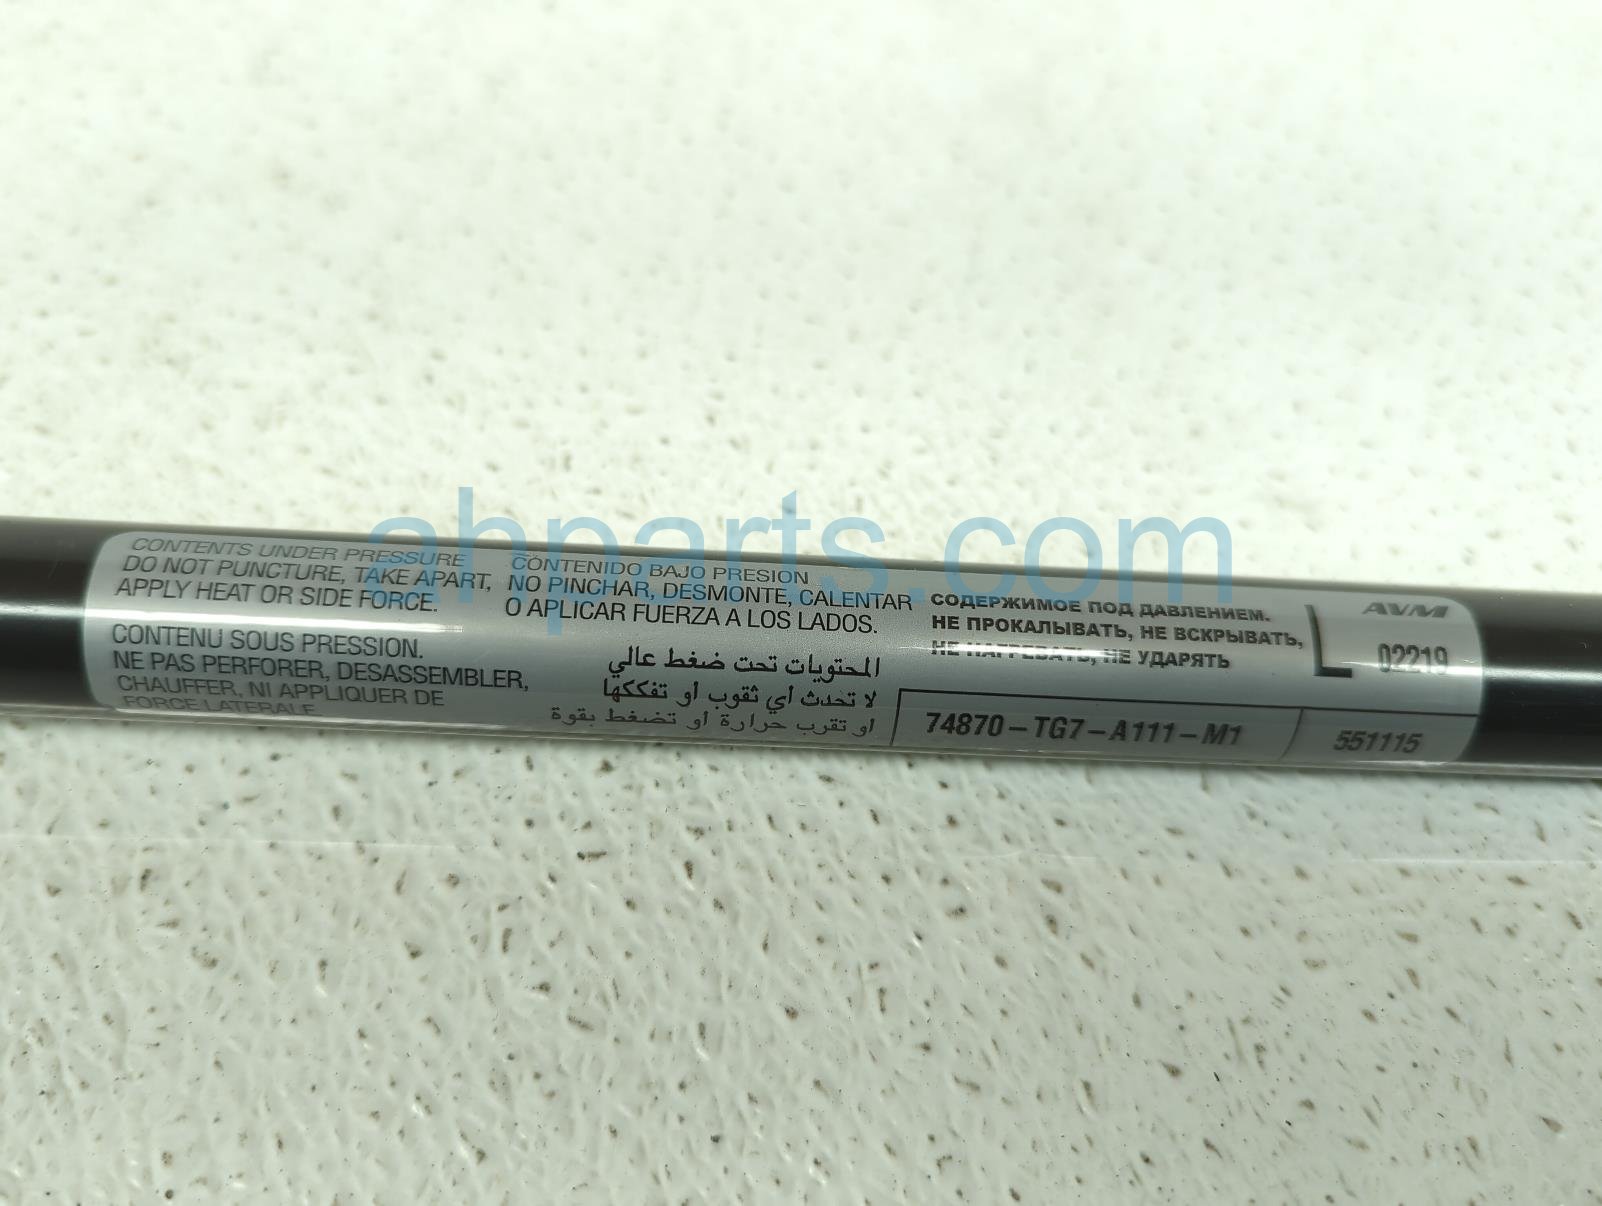 CONTENTS UNDER PRESSURE
DO NOT PUNCTURE, TAKE APART,
APPLY HEAT OR SIDE FORCE.
CONTENU SOUS PRESSION.
NE PAS PERFORER, DESASSEMBLER,
CHAUFFER, NI APPLIQUER DE
FORCE LATERALE
CONTENIDO BAJO PRESION
NO PINCHAR, DESMONTE, CALENTAR
O APLICAR FUERZA A LOS LADOS.
المحتويات تحت ضغط عالي
لا تحدث اي ثقوب او تفككها
او تقرب حرارة او تضغط بقوة
СОДЕРЖИМОЕ ПОД ДАВЛЕНИЕМ.
НЕ ПРОКАЛЫВАТЬ, НЕ ВСКРЫВАТЬ,
НЕ НАГРЕВАТЬ, НЕ УДАРЯТЬ
L
AVM
02219
74870-TG7-A111-M1
551115
ahparts.com